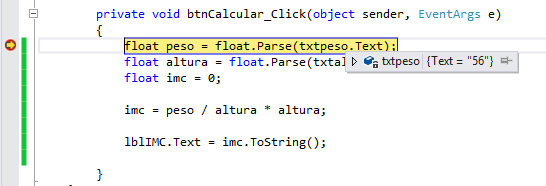 private void btnCalcular_Click(object sender, EventArgs e)
{
float peso = float.Parse(txtpeso.Text);
float altura = float.Parse(txtal
txtpeso {Text = "56"}
float imc = 0;
imc = peso / altura * altura;
lblIMC.Text = imc.ToString();
}